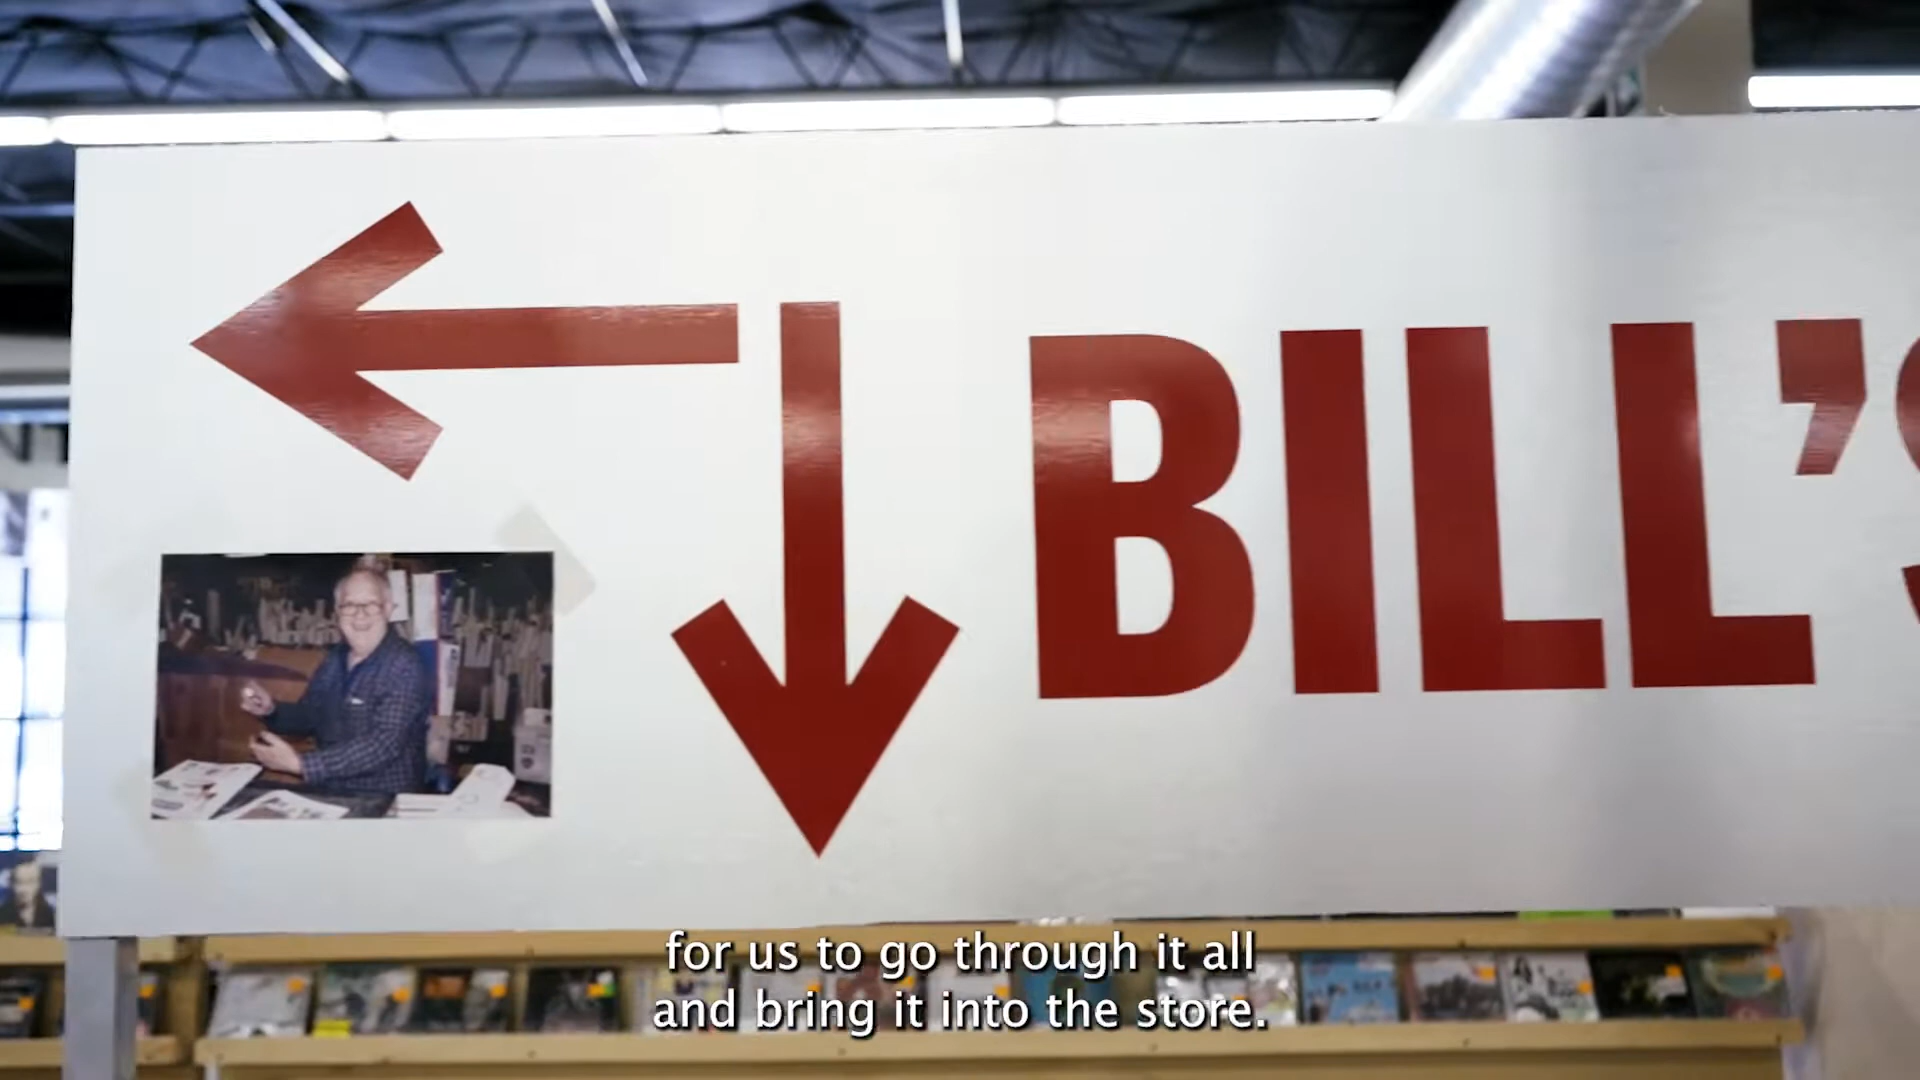 BILL'S
for us to go through it all
and bring it into the store.